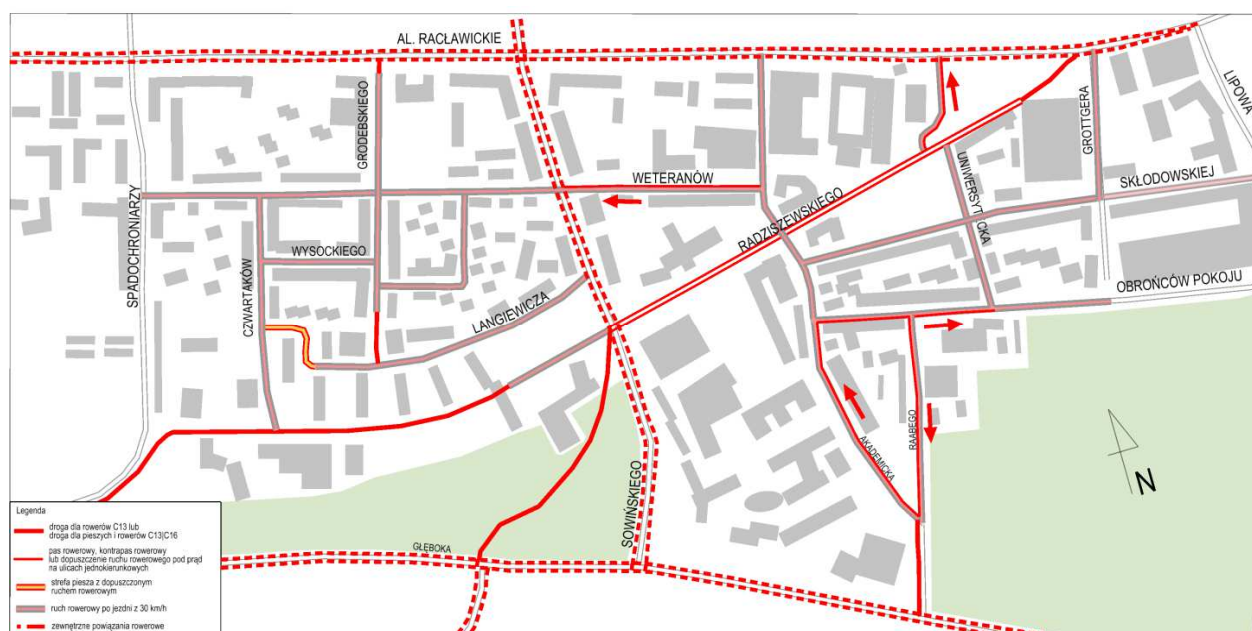 AL. RACŁAWICKIE
LIPOWA
GRODEBSKIEGO
GROTTGERA
WETERANÓW
UNIWERSYTECKA
SKŁODOWSKIEJ
SPADOCHRONIARZY
RADZISZEWSKIEGO
WYSOCKIEGO
CZWARTAKÓW
LANGIEWICZA
OBROŃCÓW POKOJU
AKADEMICKA
RAABEGO
SOWIŃSKIEGO
N
GŁĘBOKA
Legenda
droga dla rowerów C13 lub
droga dla pieszych i rowerów C13|C16
pas rowerowy, kontrapas rowerowy
lub dopuszczenie ruchu rowerowego pod prąd
na ulicach jednokierunkowych
strefa piesza z dopuszczonym
ruchem rowerowym
ruch rowerowy po jezdni z 30 km/h
zewnętrzne powiązania rowerowe